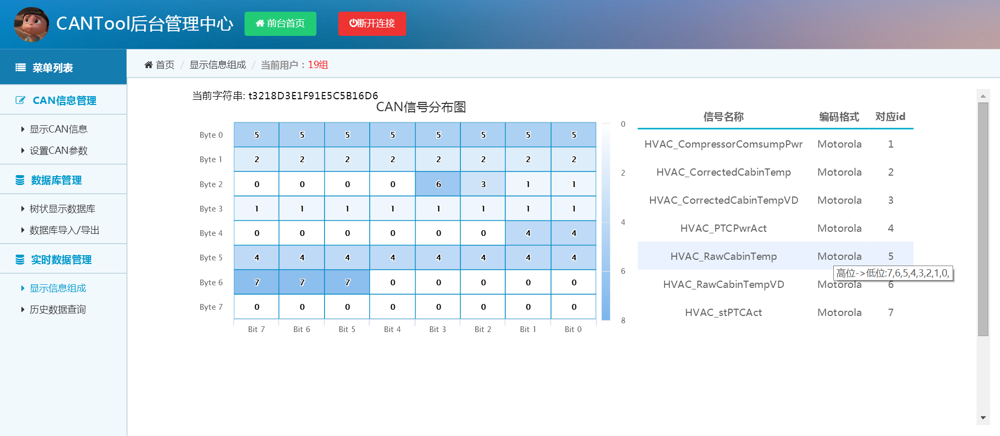 CANTool后台管理中心 前台首页 断开连接
菜单列表
CAN信息管理
显示CAN信息
设置CAN参数
数据库管理
树状显示数据库
数据库导入/导出
实时数据管理
显示信息组成
历史数据查询
首页 / 显示信息组成 / 当前用户：19组
当前字符串: t3218D3E1F91E5C5B16D6
CAN信号分布图
Byte 0 5 5 5 5 5 5 5 5
Byte 1 2 2 2 2 2 2 2 2
Byte 2 0 0 0 0 6 3 1 1
Byte 3 1 1 1 1 1 1 1 1
Byte 4 0 0 0 0 0 0 4 4
Byte 5 4 4 4 4 4 4 4 4
Byte 6 7 7 7 0 0 0 0 0
Byte 7 0 0 0 0 0 0 0 0
Bit 7 Bit 6 Bit 5 Bit 4 Bit 3 Bit 2 Bit 1 Bit 0
0
2
4
6
8
信号名称 编码格式 对应id
HVAC_CompressorComsumpPwr Motorola 1
HVAC_CorrectedCabinTemp Motorola 2
HVAC_CorrectedCabinTempVD Motorola 3
HVAC_PTCPwrAct Motorola 4
HVAC_RawCabinTemp Motorola 5
高位->低位:7,6,5,4,3,2,1,0,
HVAC_RawCabinTempVD Motorola 6
HVAC_stPTCAct Motorola 7